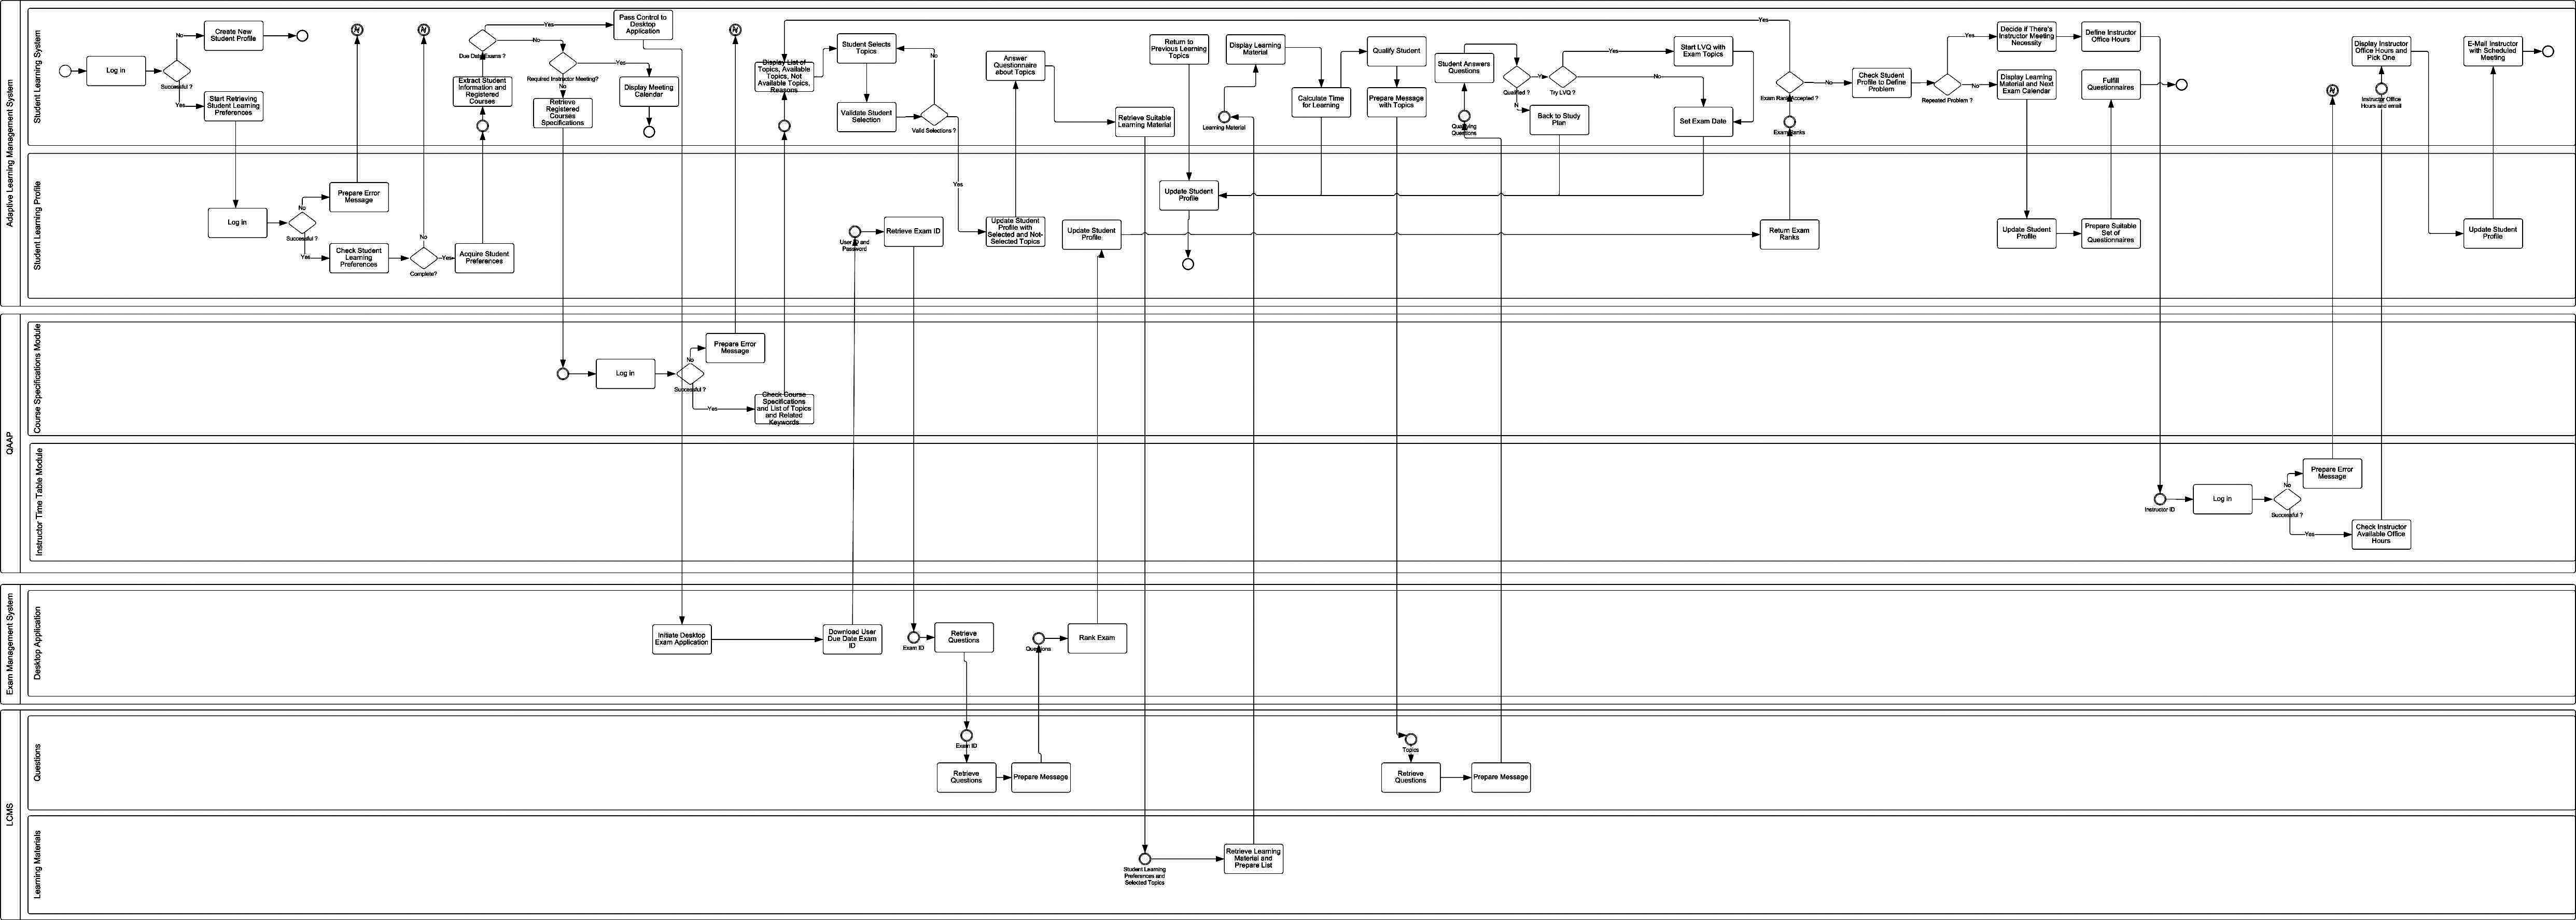 Adaptive Learning Management System
Student Learning System
Log in
Successful ?
No
Create New
Student Profile
Yes
Start Retrieving
Student Learning
Preferences
Due Date Exams ?
Yes
Pass Control to
Desktop
Application
No
Required Instructor Meeting?
Yes
Display Meeting
Calendar
No
Retrieve
Registered
Courses
Specifications
Extract Student
Information and
Registered
Courses
Display List of
Topics, Available
Topics, Not
Available Topics,
Reasons
Student Selects
Topics
Validate Student
Selection
No
Valid Selections ?
Yes
Answer
Questionnaire
about Topics
Retrieve Suitable
Learning Material
Return to
Previous Learning
Topics
Display Learning
Material
Learning Material
Calculate Time
for Learning
Qualify Student
Prepare Message
with Topics
Student Answers
Questions
Qualifying
Questions
Qualified ?
Y
N
Back to Study
Plan
Try LVQ ?
Yes
Start LVQ with
Exam Topics
No
Set Exam Date
Yes
Exam Rank Accepted ?
Exam Ranks
No
Check Student
Profile to Define
Problem
Repeated Problem ?
Yes
Decide if There's
Instructor Meeting
Necessity
No
Display Learning
Material and Next
Exam Calendar
Define Instructor
Office Hours
Fulfill
Questionnaires
Display Instructor
Office Hours and
Pick One
Instructor Office
Hours and email
E-Mail Instructor
with Scheduled
Meeting
Student Learning Profile
Log in
Successful ?
No
Prepare Error
Message
Yes
Check Student
Learning
Preferences
No
Complete?
Yes
Acquire Student
Preferences
User ID and
Password
Retrieve Exam ID
Update Student
Profile with
Selected and Not-
Selected Topics
Update Student
Profile
Update Student
Profile
Return Exam
Ranks
Update Student
Profile
Prepare Suitable
Set of
Questionnaires
Update Student
Profile
QAAP
Course Specifications Module
Log in
Successful ?
No
Prepare Error
Message
Yes
Check Course
Specifications
and List of Topics
and Related
Keywords
Instructor Time Table Module
Instructor ID
Log in
Successful ?
No
Prepare Error
Message
Yes
Check Instructor
Available Office
Hours
Exam Management System
Desktop Application
Initiate Desktop
Exam Application
Download User
Due Date Exam
ID
Exam ID
Retrieve
Questions
Questions
Rank Exam
LCMS
Questions
Exam ID
Retrieve
Questions
Prepare Message
Topics
Retrieve
Questions
Prepare Message
Learning Materials
Student Learning
Preferences and
Selected Topics
Retrieve Learning
Material and
Prepare List